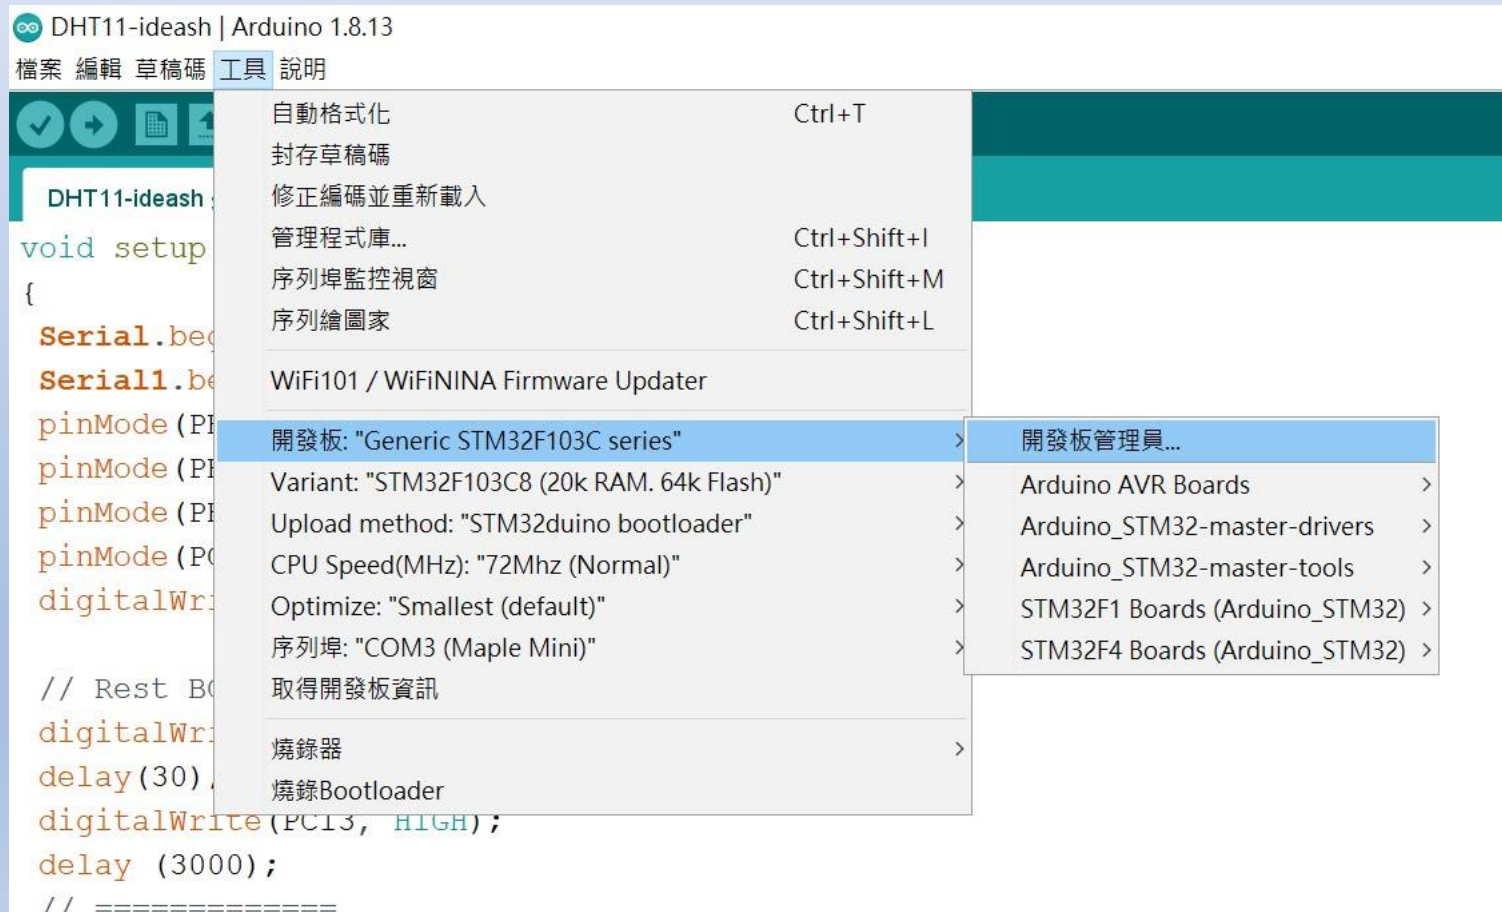 DHT11-ideash | Arduino 1.8.13
檔案 編輯 草稿碼 工具 說明
自動格式化 Ctrl+T
封存草稿碼
修正編碼並重新載入
管理程式庫... Ctrl+Shift+I
序列埠監控視窗 Ctrl+Shift+M
序列繪圖家 Ctrl+Shift+L
WiFi101 / WiFiNINA Firmware Updater
開發板: "Generic STM32F103C series"
Variant: "STM32F103C8 (20k RAM. 64k Flash)"
Upload method: "STM32duino bootloader"
CPU Speed(MHz): "72Mhz (Normal)"
Optimize: "Smallest (default)"
序列埠: "COM3 (Maple Mini)"
取得開發板資訊
燒錄器
燒錄Bootloader
開發板管理員...
Arduino AVR Boards
Arduino_STM32-master-drivers
Arduino_STM32-master-tools
STM32F1 Boards (Arduino_STM32)
STM32F4 Boards (Arduino_STM32)
DHT11-ideash
void setup
{
Serial.be
Serial1.be
pinMode(P
pinMode(P
pinMode(P
pinMode(P
digitalWr
// Rest B
digitalWr
delay(30)
digitalWrite(PC13, HIGH);
delay (3000);
// =============